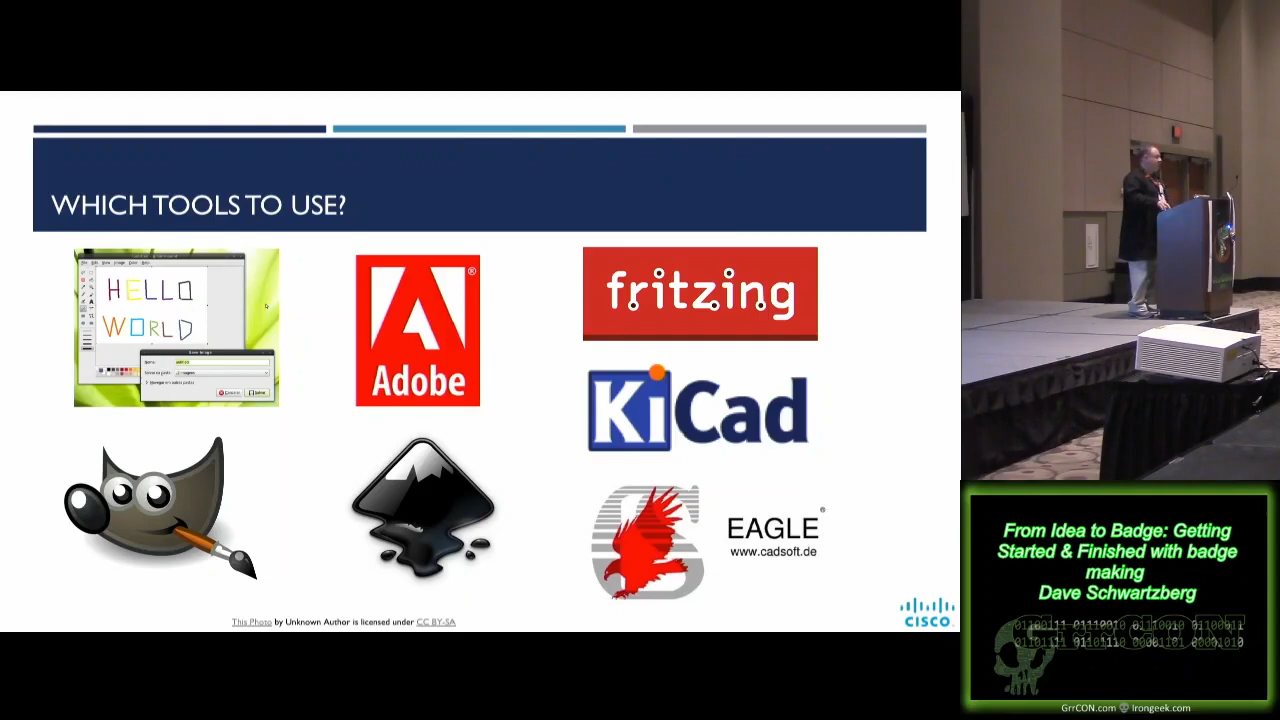 WHICH TOOLS TO USE?
HELLO
WORLD
Adobe
®
fritzing
KiCad
EAGLE
®
www.cadsoft.de
This Photo by Unknown Author is licensed under CC BY-SA
CISCO
From Idea to Badge: Getting
Started & Finished with badge
making
Dave Schwartzberg
GrrCON
GrrCON.com Irongeek.com